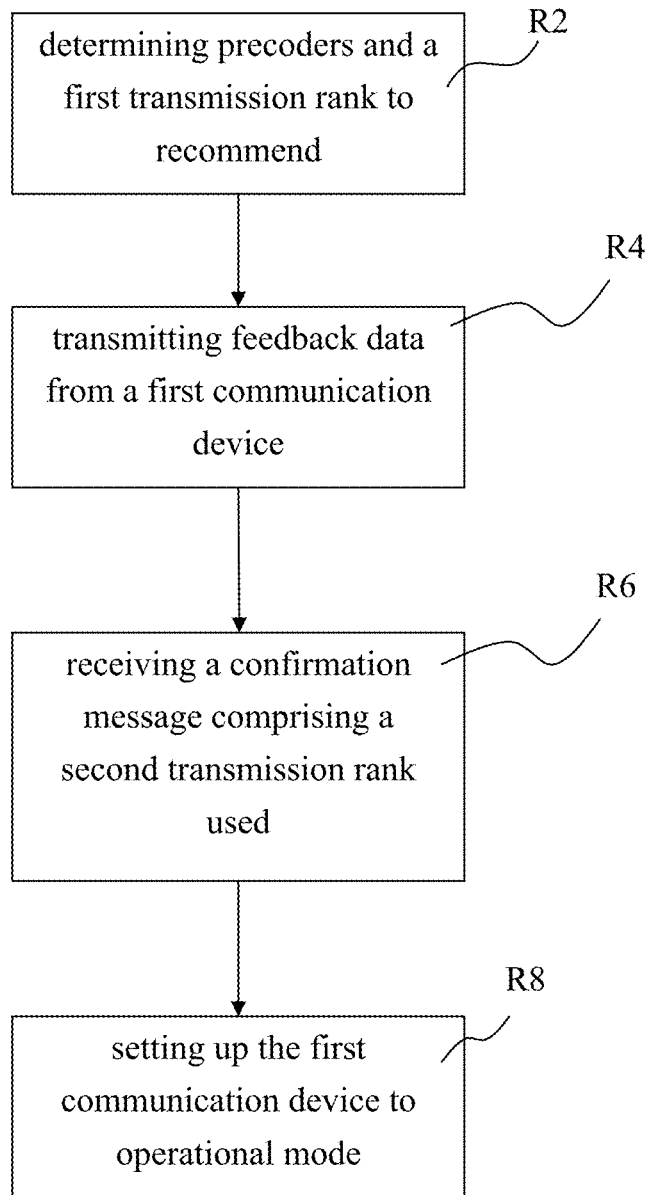 R2
determining precoders and a
first transmission rank to
recommend
R4
transmitting feedback data
from a first communication
device
R6
receiving a confirmation
message comprising a
second transmission rank
used
R8
setting up the first
communication device to
operational mode